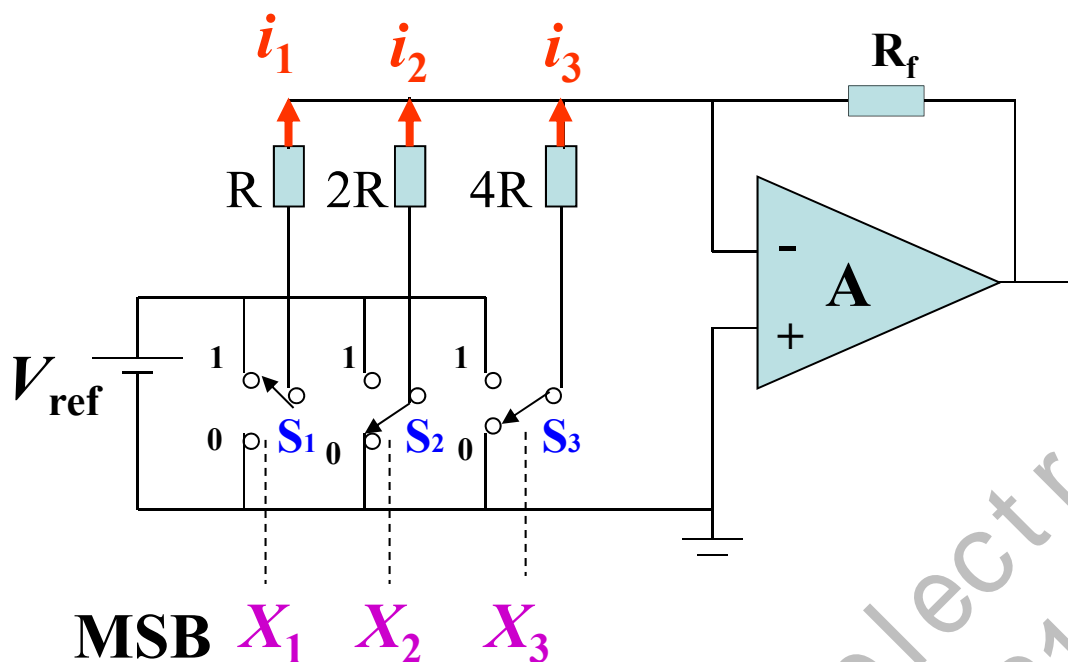 i1 i2 i3 Rf
R 2R 4R
- A
+
Vref
1 1 1
0 S1 0 S2 0 S3
MSB X1 X2 X3